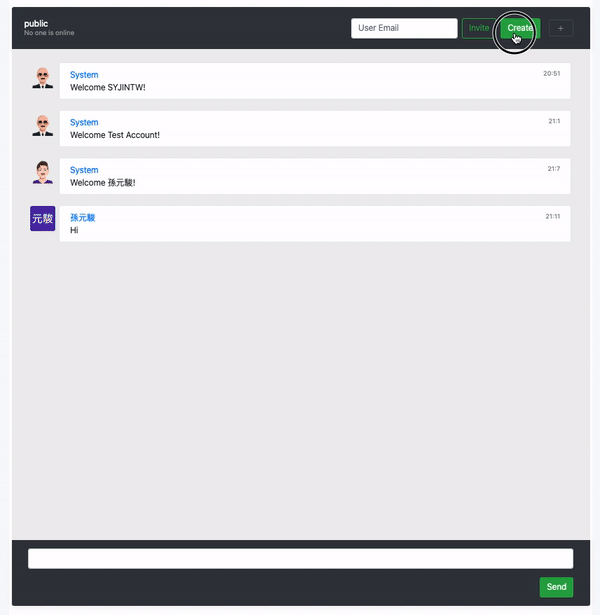 public
No one is online
User Email
Invite
Create
+
System
20:51
Welcome SYJINTW!
System
21:1
Welcome Test Account!
System
21:7
Welcome 孫元駿!
元駿
孫元駿
21:11
Hi
Send